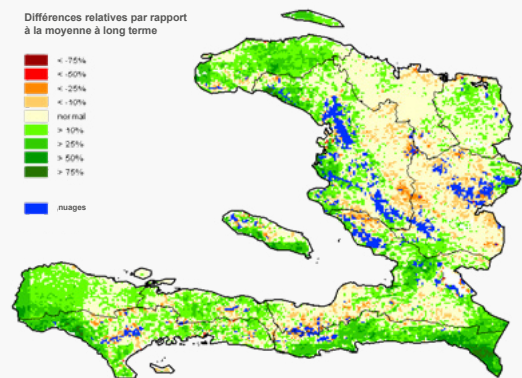 Différences relatives par rapport
à la moyenne à long terme
< -75%
< -50%
< -25%
< -10%
normal
> 10%
> 25%
> 50%
> 75%
nuages